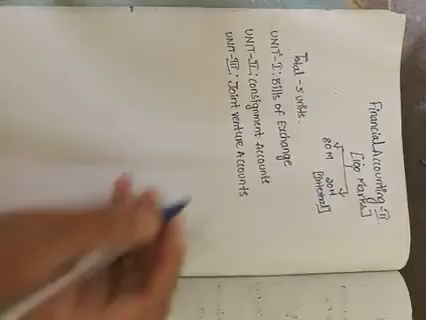 Financial Accounting-II
[100 Marks]
80M 20M
[Internal]
Total - 5 units.
UNIT-I: Bills of Exchange
UNIT-II: consignment Accounts
UNIT-III: Joint venture Accounts